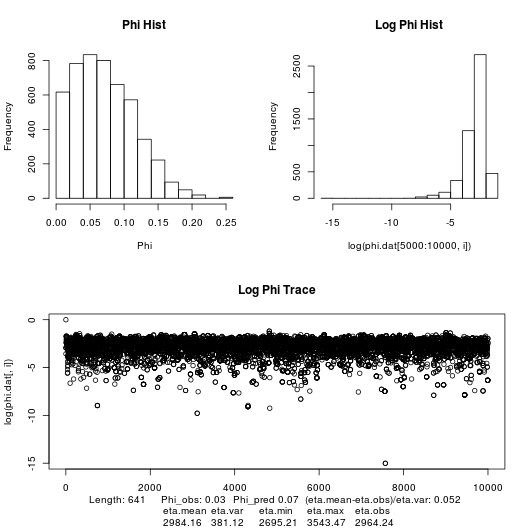 Phi Hist
Log Phi Hist
Frequency
0 200 400 600 800
0.00 0.05 0.10 0.15 0.20 0.25
Phi
Frequency
0 500 1500 2500
-15 -10 -5
log(phi.dat[5000:10000, i])
Log Phi Trace
log(phi.dat[, i])
0 -5 -10 -15
0 2000 4000 6000 8000 10000
Length: 641 Phi_obs: 0.03 Phi_pred 0.07 (eta.mean-eta.obs)/eta.var: 0.052
eta.mean eta.var eta.min eta.max eta.obs
2984.16 381.12 2695.21 3543.47 2964.24